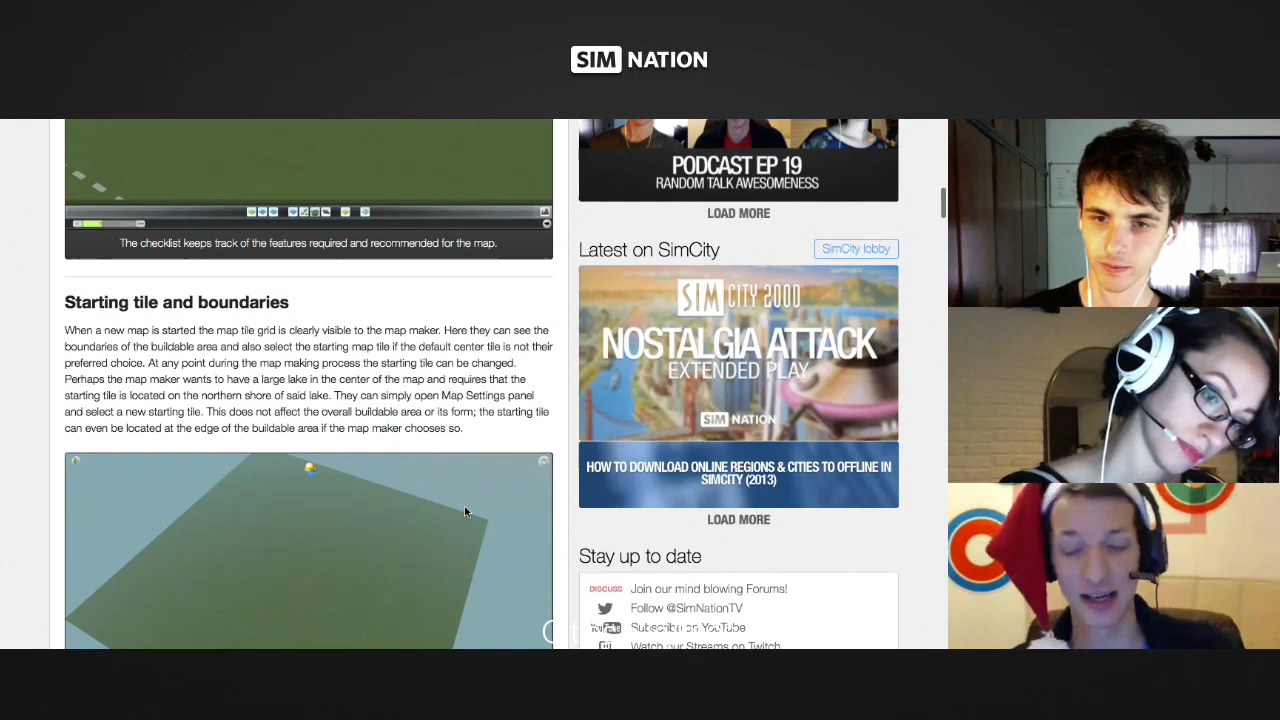 SIM NATION
The checklist keeps track of the features required and recommended for the map.
Starting tile and boundaries
When a new map is started the map tile grid is clearly visible to the map maker. Here they can see the
boundaries of the buildable area and also select the starting map tile if the default center tile is not their
preferred choice. At any point during the map making process the starting tile can be changed.
Perhaps the map maker wants to have a large lake in the center of the map and requires that the
starting tile is located on the northern shore of said lake. They can simply open Map Settings panel
and select a new starting tile. This does not affect the overall buildable area or its form; the starting tile
can even be located at the edge of the buildable area if the map maker chooses so.
PODCAST EP 19
RANDOM TALK AWESOMENESS
LOAD MORE
Latest on SimCity
SimCity lobby
SIM CITY 2000
NOSTALGIA ATTACK
EXTENDED PLAY
SIM NATION
HOW TO DOWNLOAD ONLINE REGIONS & CITIES TO OFFLINE IN
SIMCITY (2013)
LOAD MORE
Stay up to date
DISCUSS Join our mind blowing Forums!
Follow @SimNationTV
YouTube Subscribe on YouTube
Watch our Streams on Twitch